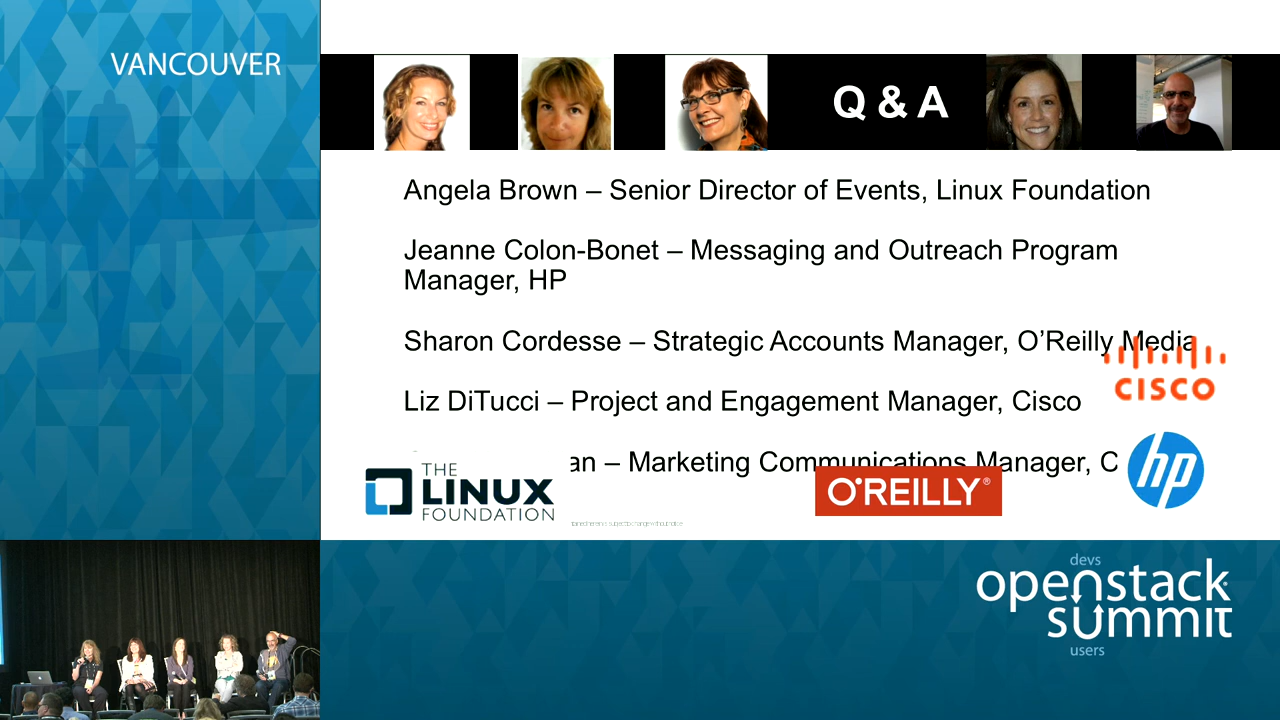 VANCOUVER
Q & A
Angela Brown – Senior Director of Events, Linux Foundation
Jeanne Colon-Bonet – Messaging and Outreach Program
Manager, HP
Sharon Cordesse – Strategic Accounts Manager, O’Reilly Media
CISCO
Liz DiTucci – Project and Engagement Manager, Cisco
an – Marketing Communications Manager, C
hp
THE
LINUX
FOUNDATION
O'REILLY®
devs
openstack
summit
users